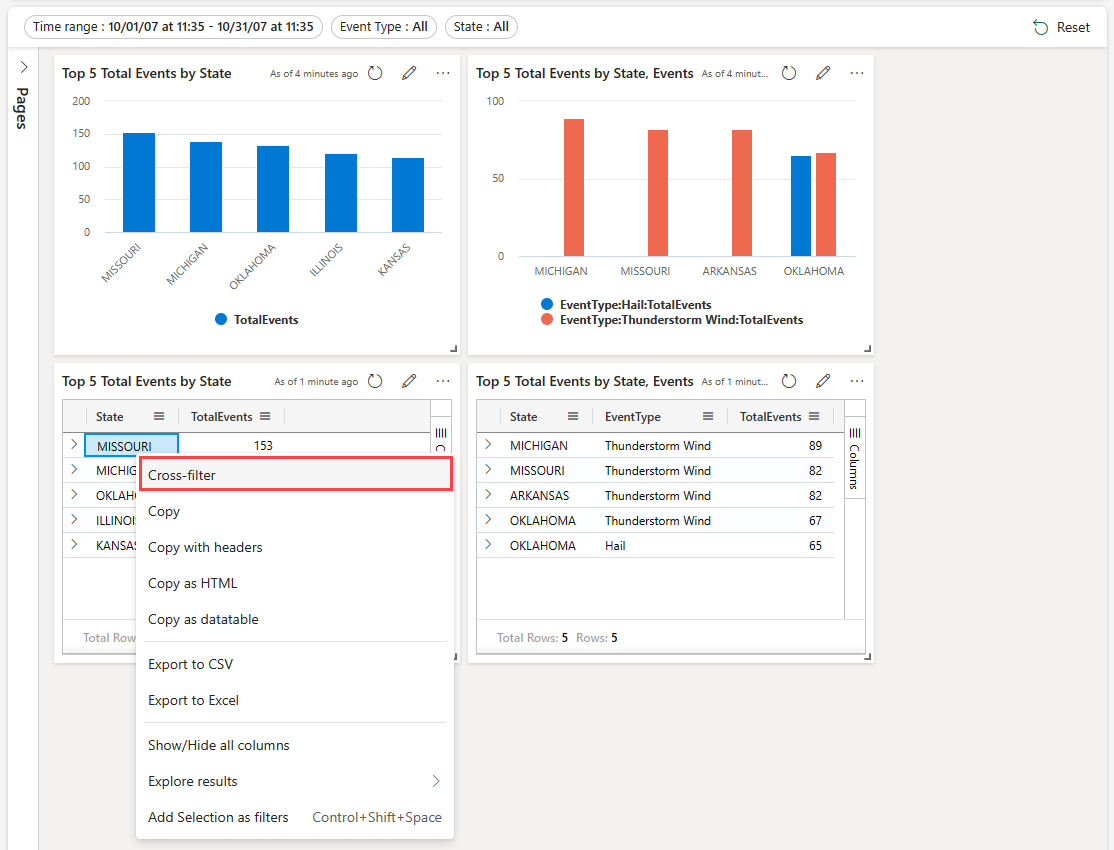 Time range : 10/01/07 at 11:35 - 10/31/07 at 11:35
Event Type : All
State : All
Reset
Pages
Top 5 Total Events by State
As of 4 minutes ago
200
150
100
50
0
MISSOURI
MICHIGAN
OKLAHOMA
ILLINOIS
KANSAS
TotalEvents
Top 5 Total Events by State, Events
As of 4 minut...
100
50
0
MICHIGAN
MISSOURI
ARKANSAS
OKLAHOMA
EventType:Hail:TotalEvents
EventType:Thunderstorm Wind:TotalEvents
Top 5 Total Events by State
As of 1 minute ago
State TotalEvents
MISSOURI 153
MICHIG
OKLAH
ILLINOI
KANSA
Total Row
Cross-filter
Copy
Copy with headers
Copy as HTML
Copy as datatable
Export to CSV
Export to Excel
Show/Hide all columns
Explore results
Add Selection as filters Control+Shift+Space
Top 5 Total Events by State, Events
As of 1 minut...
State EventType TotalEvents
MICHIGAN Thunderstorm Wind 89
MISSOURI Thunderstorm Wind 82
ARKANSAS Thunderstorm Wind 82
OKLAHOMA Thunderstorm Wind 67
OKLAHOMA Hail 65
Columns
Total Rows: 5 Rows: 5